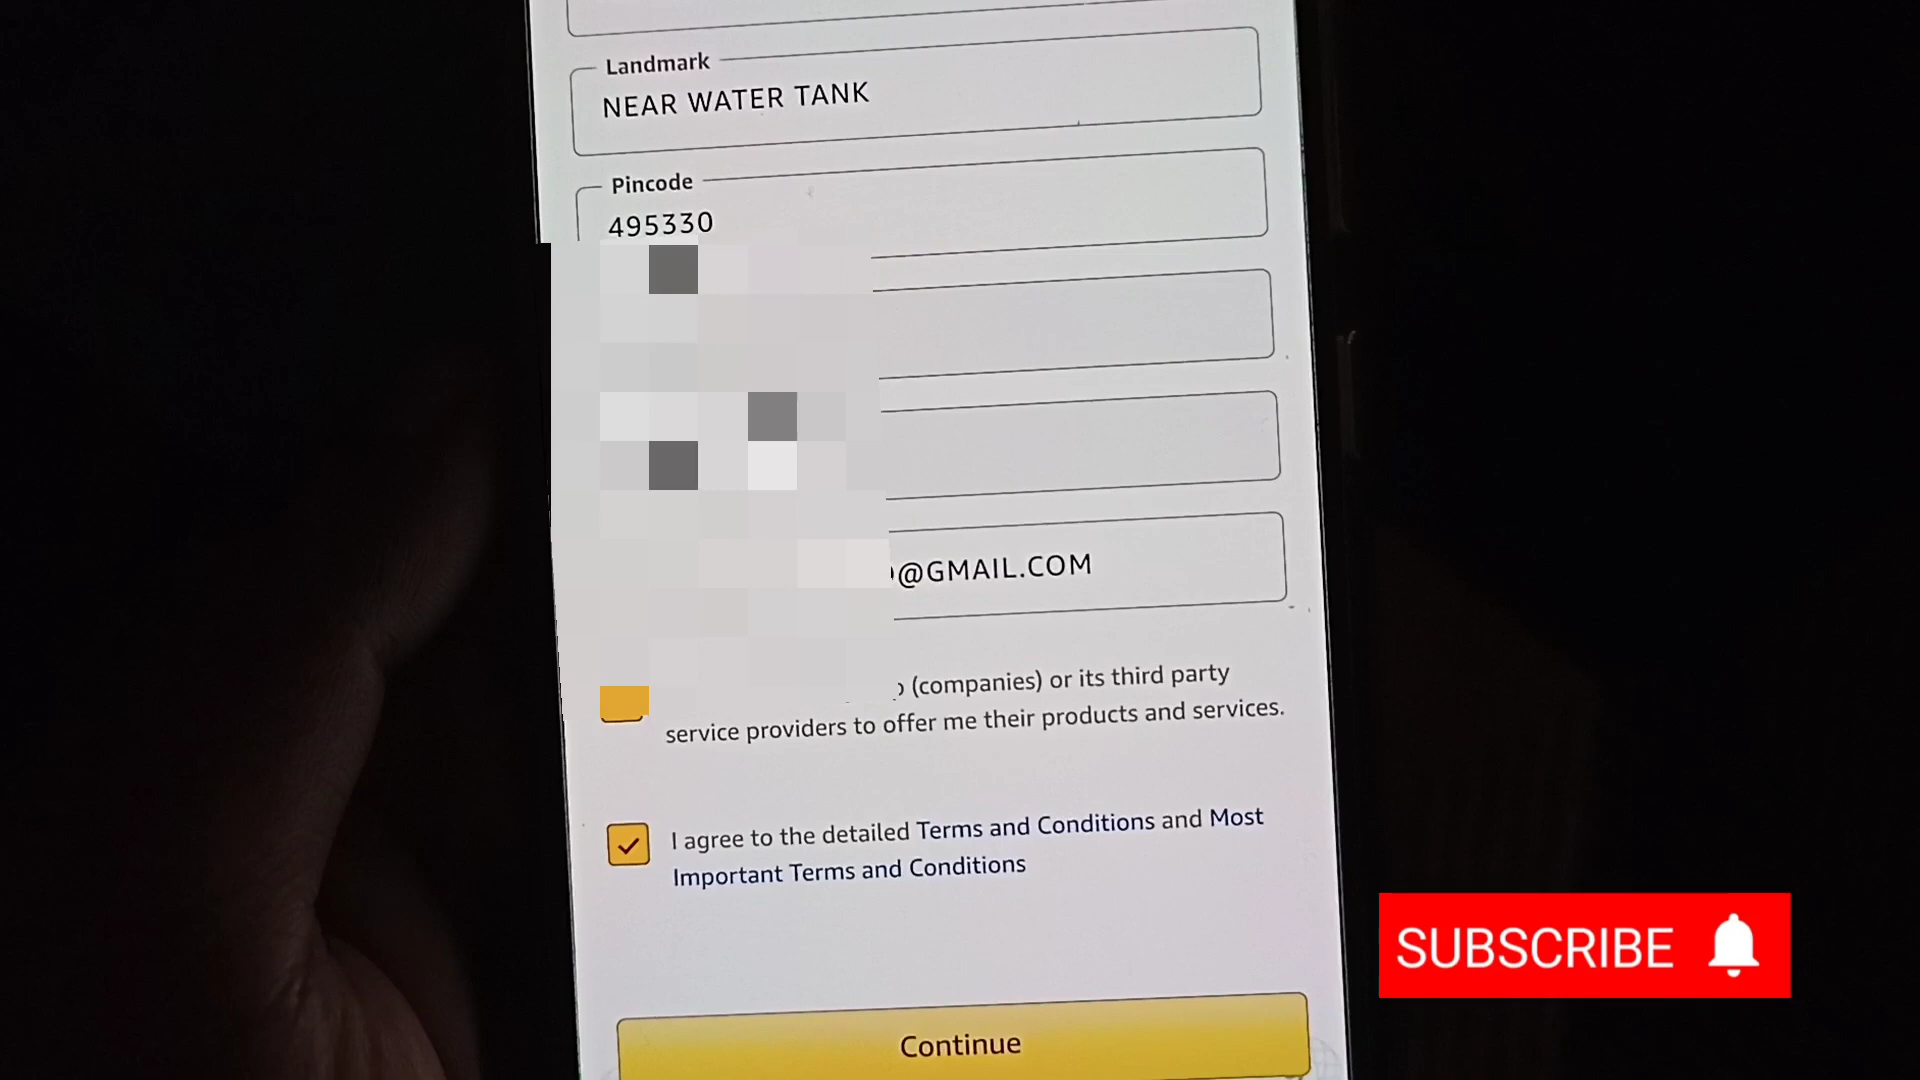 Landmark
NEAR WATER TANK
Pincode
495330
@GMAIL.COM
(companies) or its third party
service providers to offer me their products and services.
I agree to the detailed Terms and Conditions and Most
Important Terms and Conditions
SUBSCRIBE
Continue